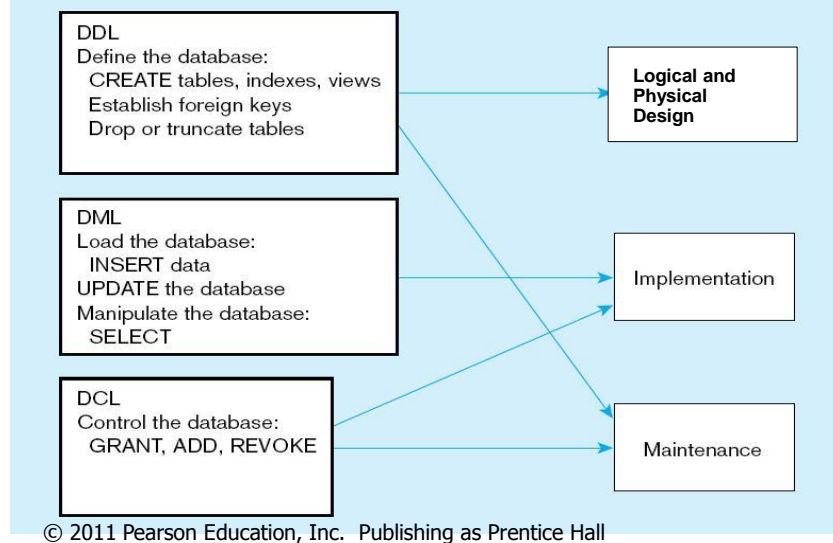 DDL
Define the database:
CREATE tables, indexes, views
Establish foreign keys
Drop or truncate tables
Logical and
Physical
Design
DML
Load the database:
INSERT data
UPDATE the database
Manipulate the database:
SELECT
Implementation
DCL
Control the database:
GRANT, ADD, REVOKE
Maintenance
© 2011 Pearson Education, Inc. Publishing as Prentice Hall